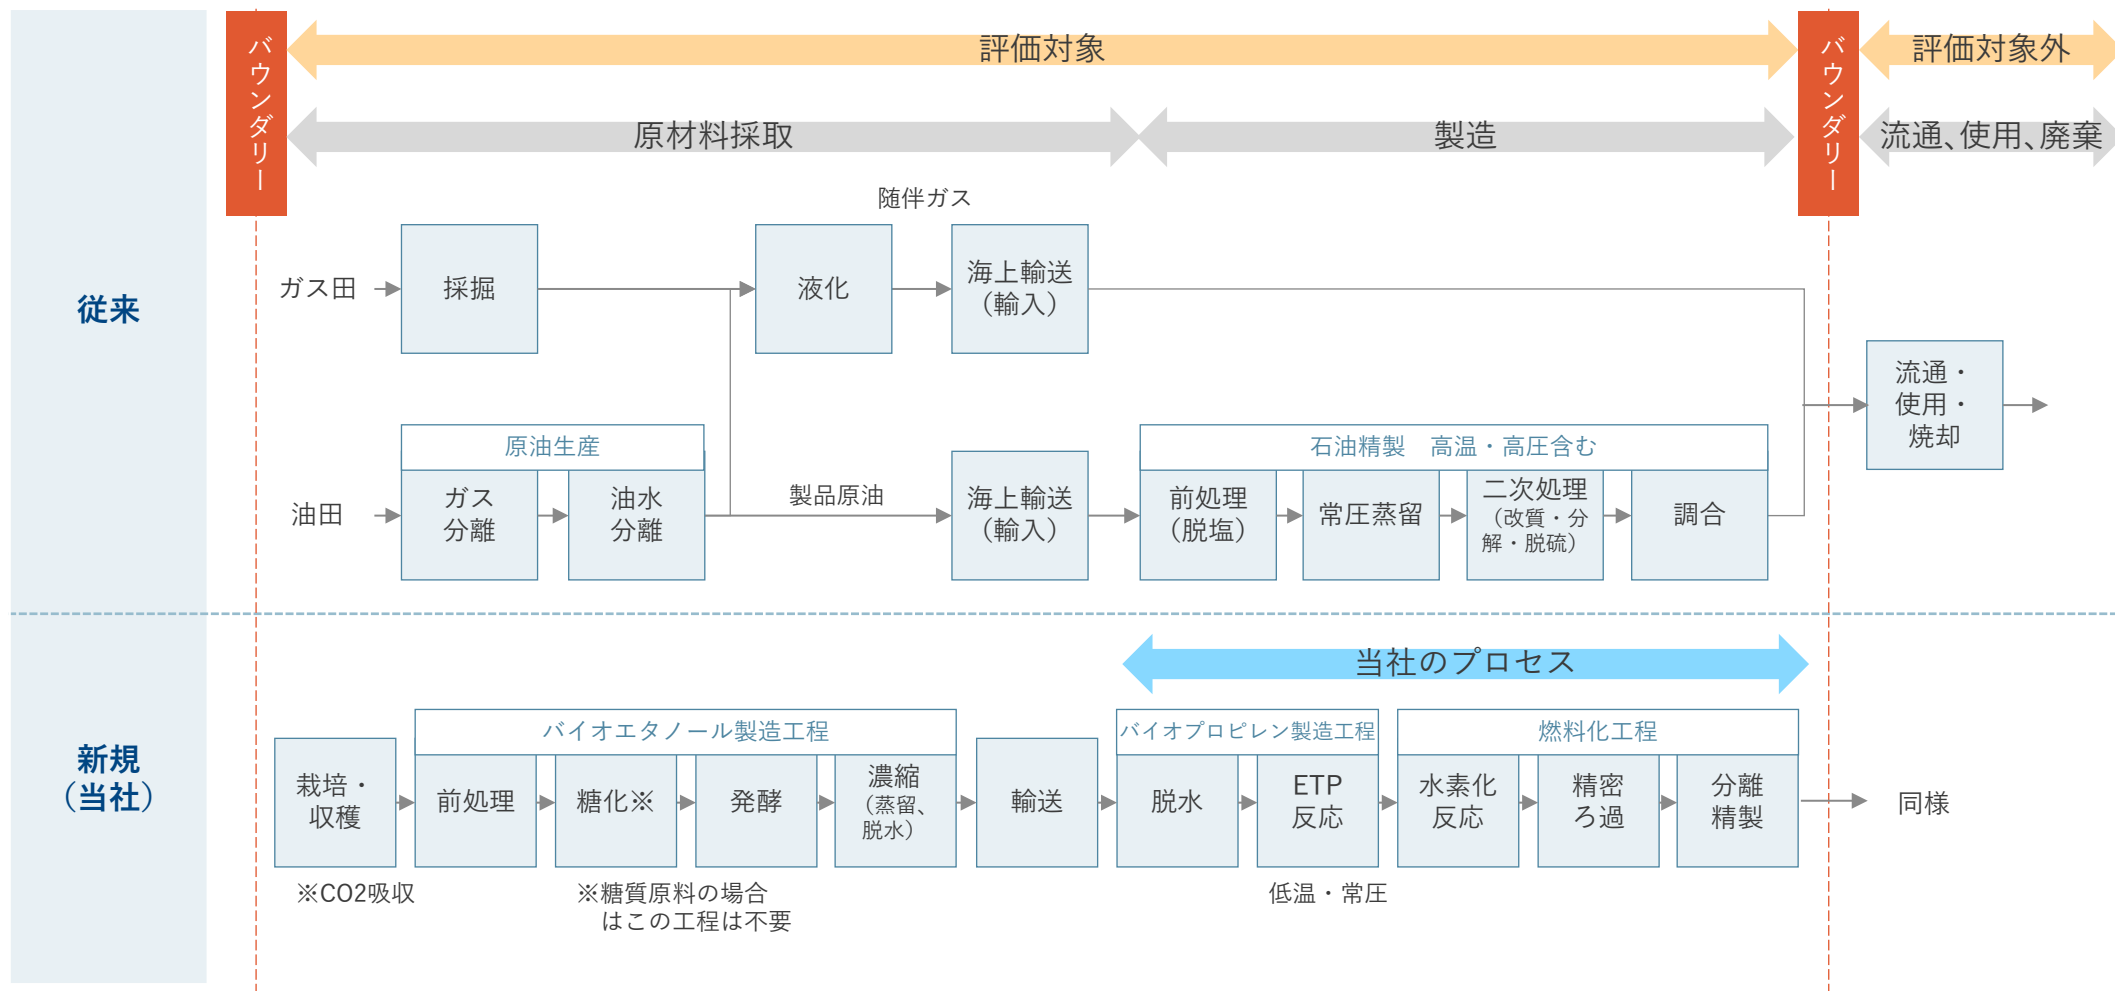 バウンダリー
評価対象
バウンダリー
評価対象外
原材料採取
製造
流通、使用、廃棄
従来
随伴ガス
ガス田
採掘
液化
海上輸送
（輸入）
流通・
使用・
焼却
原油生産
石油精製　高温・高圧含む
油田
ガス
分離
油水
分離
製品原油
海上輸送
（輸入）
前処理
（脱塩）
常圧蒸留
二次処理
（改質・分
解・脱硫）
調合
当社のプロセス
新規
（当社）
バイオエタノール製造工程
バイオプロピレン製造工程
燃料化工程
栽培・
収穫
前処理
糖化※
発酵
濃縮
（蒸留、
脱水）
輸送
脱水
ETP
反応
水素化
反応
精密
ろ過
分離
精製
同様
※CO2吸収
※糖質原料の場合
はこの工程は不要
低温・常圧